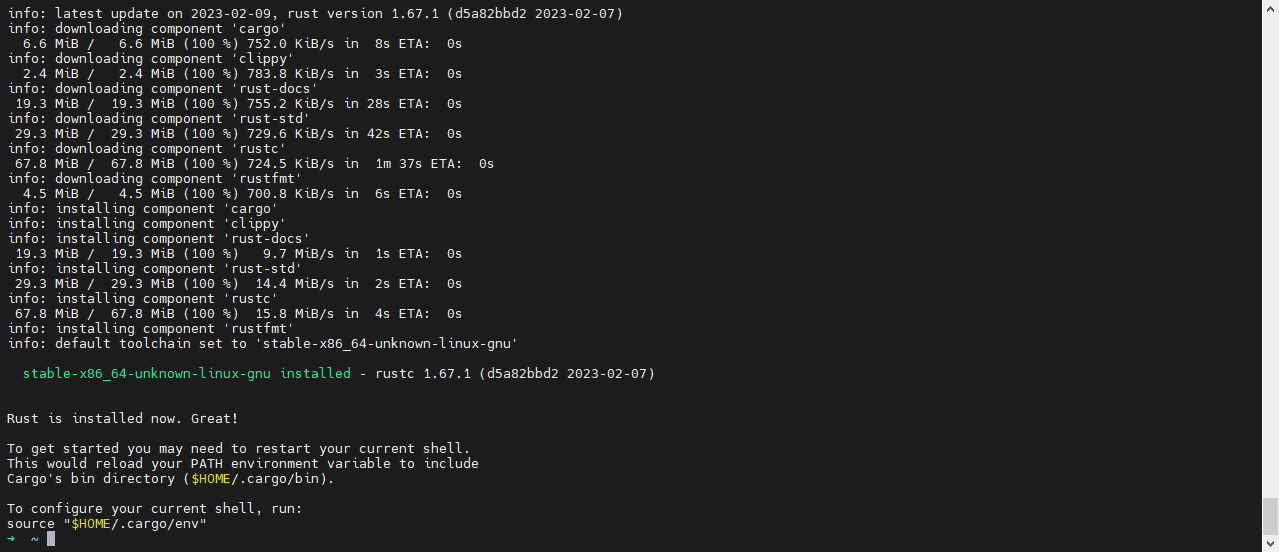 info: latest update on 2023-02-09, rust version 1.67.1 (d5a82bbd2 2023-02-07)
info: downloading component 'cargo'
  6.6 MiB /   6.6 MiB (100 %) 752.0 KiB/s in  8s ETA:  0s
info: downloading component 'clippy'
  2.4 MiB /   2.4 MiB (100 %) 783.8 KiB/s in  3s ETA:  0s
info: downloading component 'rust-docs'
 19.3 MiB /  19.3 MiB (100 %) 755.2 KiB/s in 28s ETA:  0s
info: downloading component 'rust-std'
 29.3 MiB /  29.3 MiB (100 %) 729.6 KiB/s in 42s ETA:  0s
info: downloading component 'rustc'
 67.8 MiB /  67.8 MiB (100 %) 724.5 KiB/s in  1m 37s ETA:  0s
info: downloading component 'rustfmt'
  4.5 MiB /   4.5 MiB (100 %) 700.8 KiB/s in  6s ETA:  0s
info: installing component 'cargo'
info: installing component 'clippy'
info: installing component 'rust-docs'
 19.3 MiB /  19.3 MiB (100 %)   9.7 MiB/s in  1s ETA:  0s
info: installing component 'rust-std'
 29.3 MiB /  29.3 MiB (100 %)  14.4 MiB/s in  2s ETA:  0s
info: installing component 'rustc'
 67.8 MiB /  67.8 MiB (100 %)  15.8 MiB/s in  4s ETA:  0s
info: installing component 'rustfmt'
info: default toolchain set to 'stable-x86_64-unknown-linux-gnu'
  stable-x86_64-unknown-linux-gnu installed - rustc 1.67.1 (d5a82bbd2 2023-02-07)
Rust is installed now. Great!
To get started you may need to restart your current shell.
This would reload your PATH environment variable to include
Cargo's bin directory ($HOME/.cargo/bin).
To configure your current shell, run:
source "$HOME/.cargo/env"
➜  ~